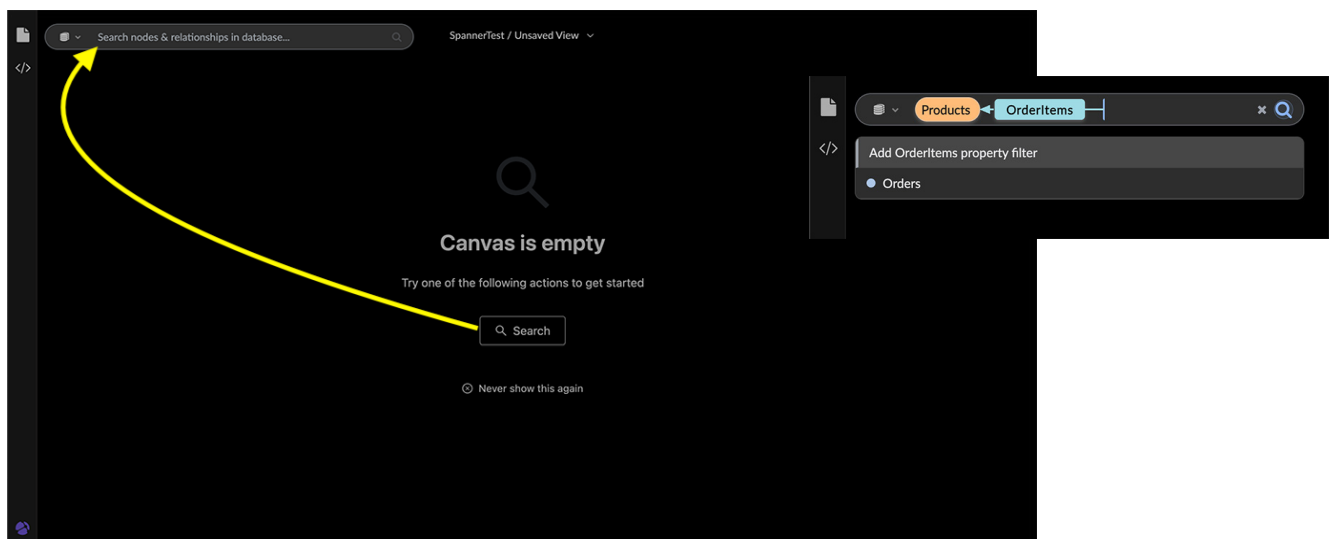 Search nodes & relationships in database...
SpannerTest / Unsaved View
</>
Canvas is empty
Try one of the following actions to get started
Search
Never show this again
Products OrderItems
</>
Add OrderItems property filter
Orders